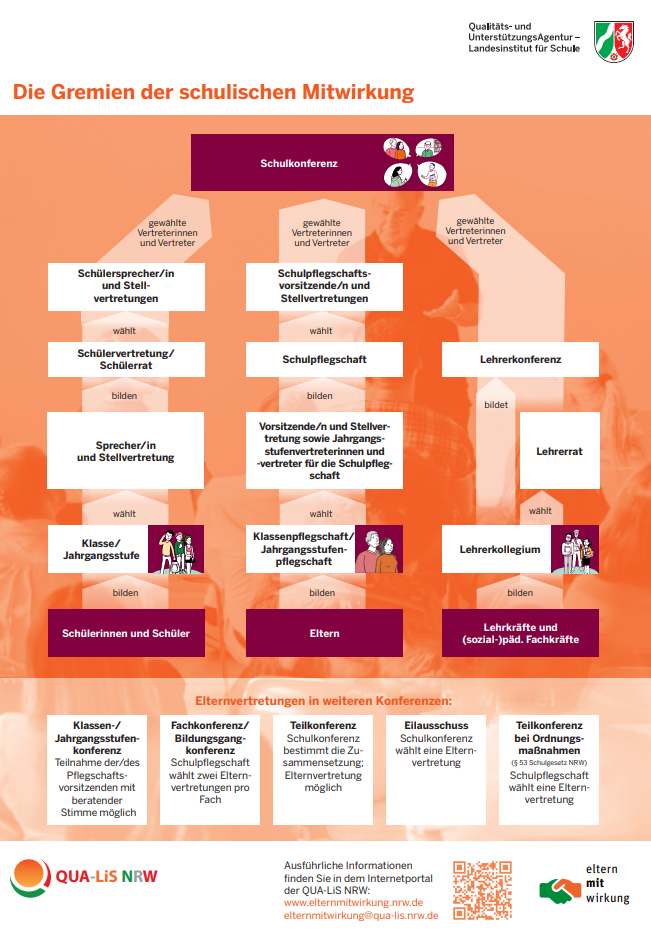 Qualitäts- und
UnterstützungsAgentur –
Landesinstitut für Schule
Die Gremien der schulischen Mitwirkung
Schulkonferenz
gewählte
Vertreterinnen
und Vertreter
gewählte
Vertreterinnen
und Vertreter
gewählte
Vertreterinnen
und Vertreter
Schülersprecher/in
und Stell-
vertretungen
Schulpflegschafts-
vorsitzende/n und
Stellvertretungen
wählt
wählt
Schülervertretung/
Schülerrat
Schulpflegschaft
Lehrerkonferenz
bilden
bilden
bildet
Sprecher/in
und Stellvertretung
Vorsitzende/n und Stellver-
tretung sowie Jahrgangs-
stufenvertreterinnen und
-vertreter für die Schulpfleg-
schaft
Lehrerrat
wählt
wählt
wählt
Klasse/
Jahrgangsstufe
Klassenpflegschaft/
Jahrgangsstufen-
pflegschaft
Lehrerkollegium
bilden
bilden
bilden
Schülerinnen und Schüler
Eltern
Lehrkräfte und
(sozial-)päd. Fachkräfte
Elternvertretungen in weiteren Konferenzen:
Klassen-/
Jahrgangsstufen-
konferenz
Teilnahme der/des
Pflegschafts-
vorsitzenden mit
beratender
Stimme möglich
Fachkonferenz/
Bildungsgang-
konferenz
Schulpflegschaft
wählt zwei Eltern-
vertretungen pro
Fach
Teilkonferenz
Schulkonferenz
bestimmt die Zu-
sammensetzung;
Elternvertretung
möglich
Eilausschuss
Schulkonferenz
wählt eine Eltern-
vertretung
Teilkonferenz
bei Ordnungs-
maßnahmen
(§ 53 Schulgesetz NRW)
Schulpflegschaft
wählt eine Eltern-
vertretung
QUA-LiS NRW
Ausführliche Informationen
finden Sie in dem Internetportal
der QUA-LiS NRW:
www.elternmitwirkung.nrw.de
elternmitwirkung@qua-lis.nrw.de
eltern
mit
wirkung